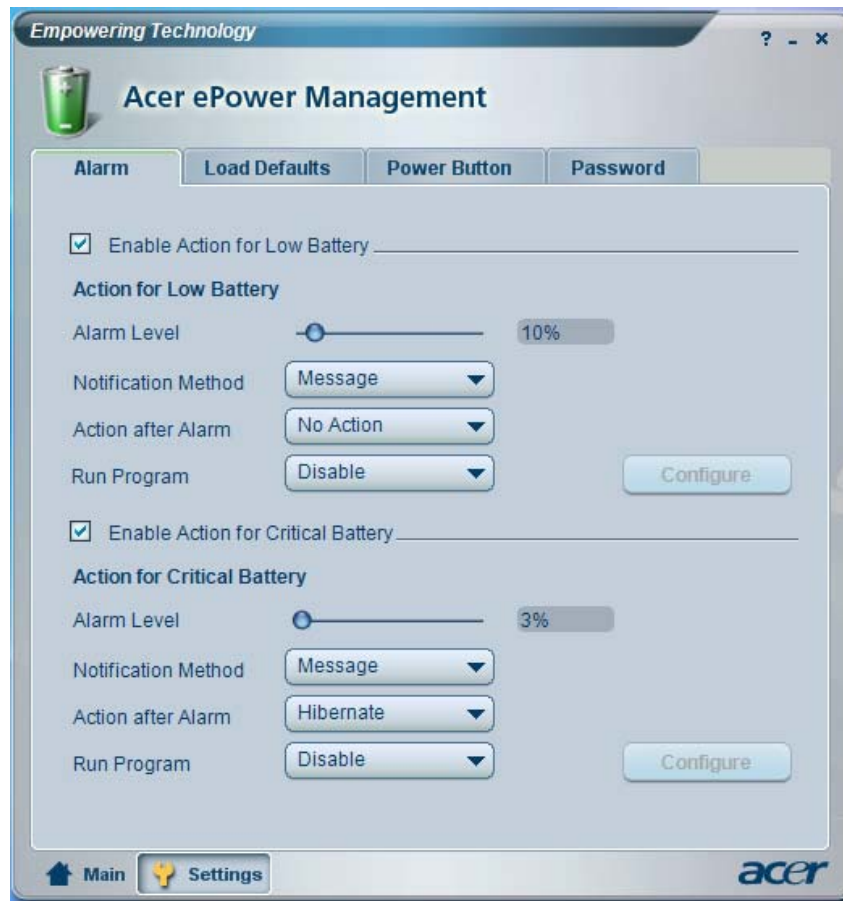 Empowering Technology
? - x
Acer ePower Management
Alarm Load Defaults Power Button Password
Enable Action for Low Battery
Action for Low Battery
Alarm Level 10%
Notification Method Message
Action after Alarm No Action
Run Program Disable Configure
Enable Action for Critical Battery
Action for Critical Battery
Alarm Level 3%
Notification Method Message
Action after Alarm Hibernate
Run Program Disable Configure
Main Settings acer